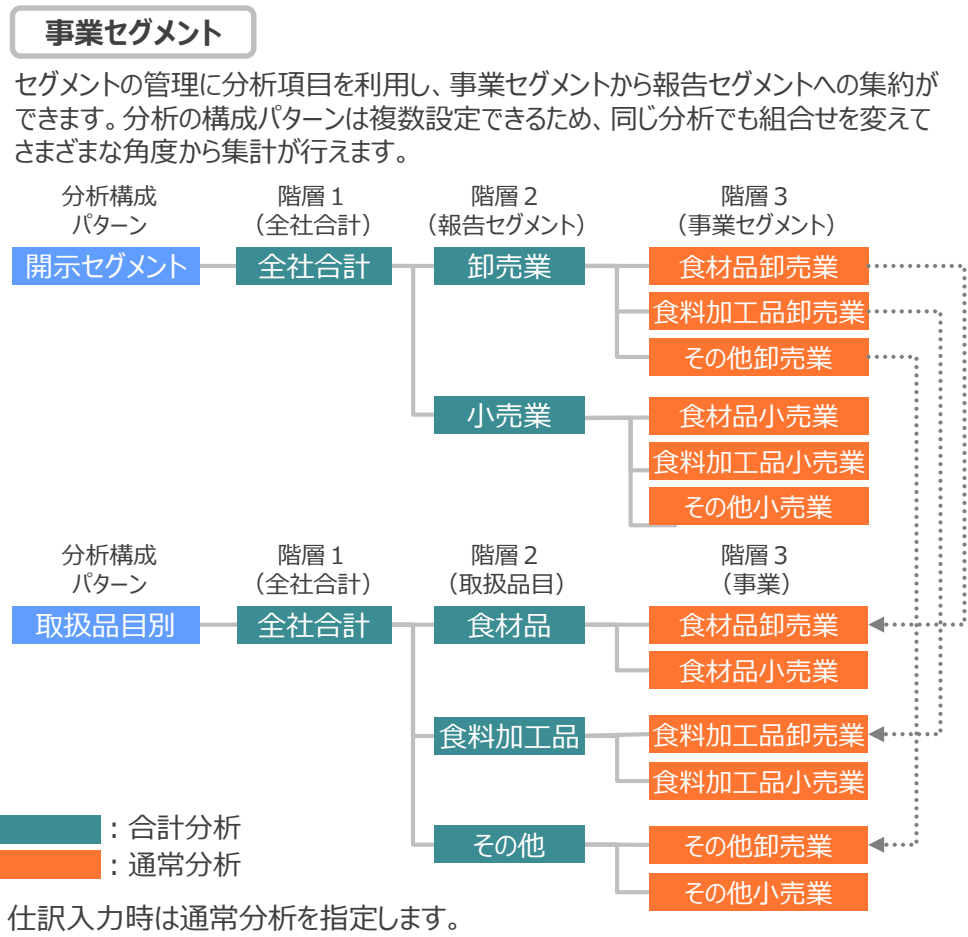 事業セグメント
セグメントの管理に分析項目を利用し、事業セグメントから報告セグメントへの集約が
できます。分析の構成パターンは複数設定できるため、同じ分析でも組合せを変えて
さまざまな角度から集計が行えます。
分析構成
パターン
階層１
（全社合計）
階層２
（報告セグメント）
階層３
（事業セグメント）
開示セグメント
全社合計
卸売業
食材品卸売業
食料加工品卸売業
その他卸売業
小売業
食材品小売業
食料加工品小売業
その他小売業
分析構成
パターン
階層１
（全社合計）
階層２
（取扱品目）
階層３
（事業）
取扱品目別
全社合計
食材品
食材品卸売業
食材品小売業
食料加工品
食料加工品卸売業
食料加工品小売業
その他
その他卸売業
その他小売業
：合計分析
：通常分析
仕訳入力時は通常分析を指定します。